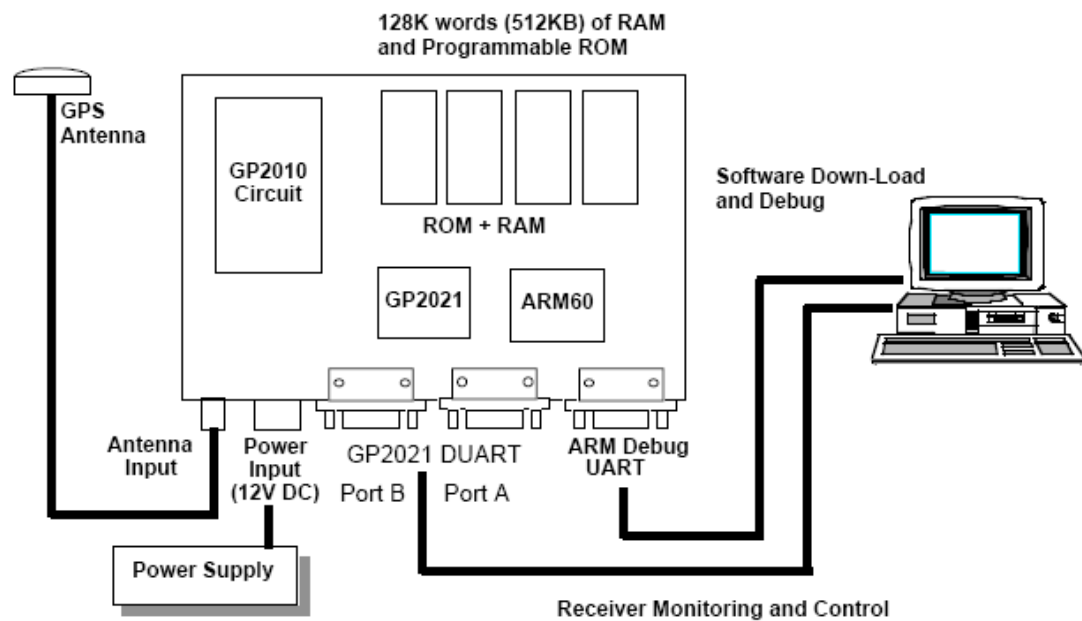 128K words (512KB) of RAM
and Programmable ROM
GPS
Antenna
GP2010
Circuit
ROM + RAM
Software Down-Load
and Debug
GP2021
ARM60
Antenna
Input
Power
Input
(12V DC)
GP2021 DUART
Port B
Port A
ARM Debug
UART
Power Supply
Receiver Monitoring and Control